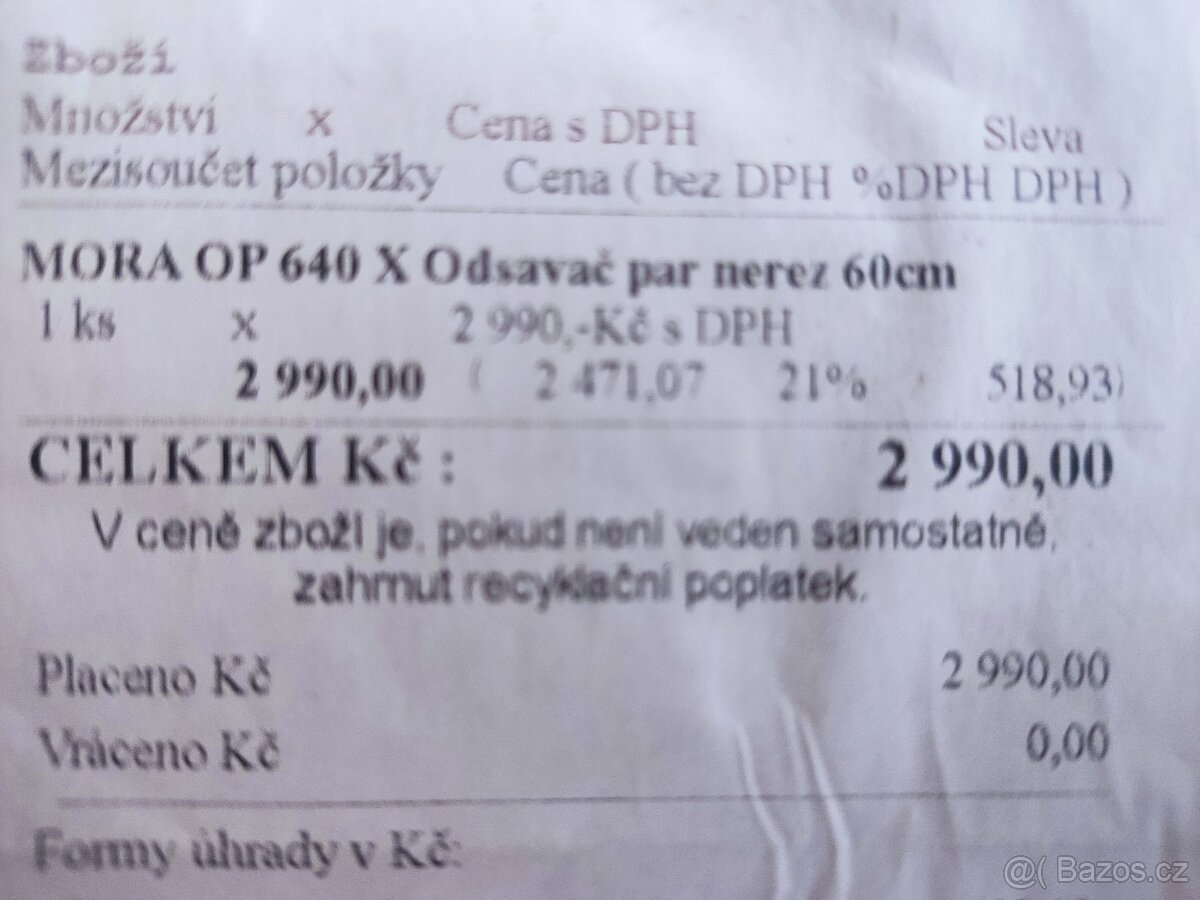 Zboží
Množství x Cena s DPH Sleva
Mezisoučet položky Cena ( bez DPH %DPH DPH )
MORA OP 640 X Odsavač par nerez 60cm
1 ks x 2 990,-Kč s DPH
2 990,00 ( 2 471,07 21% 518,93)
CELKEM Kč : 2 990,00
V ceně zboží je, pokud není veden samostatně,
zahrnut recyklační poplatek.
Placeno Kč 2 990,00
Vráceno Kč 0,00
Formy úhrady v Kč:
@( Bazos.cz